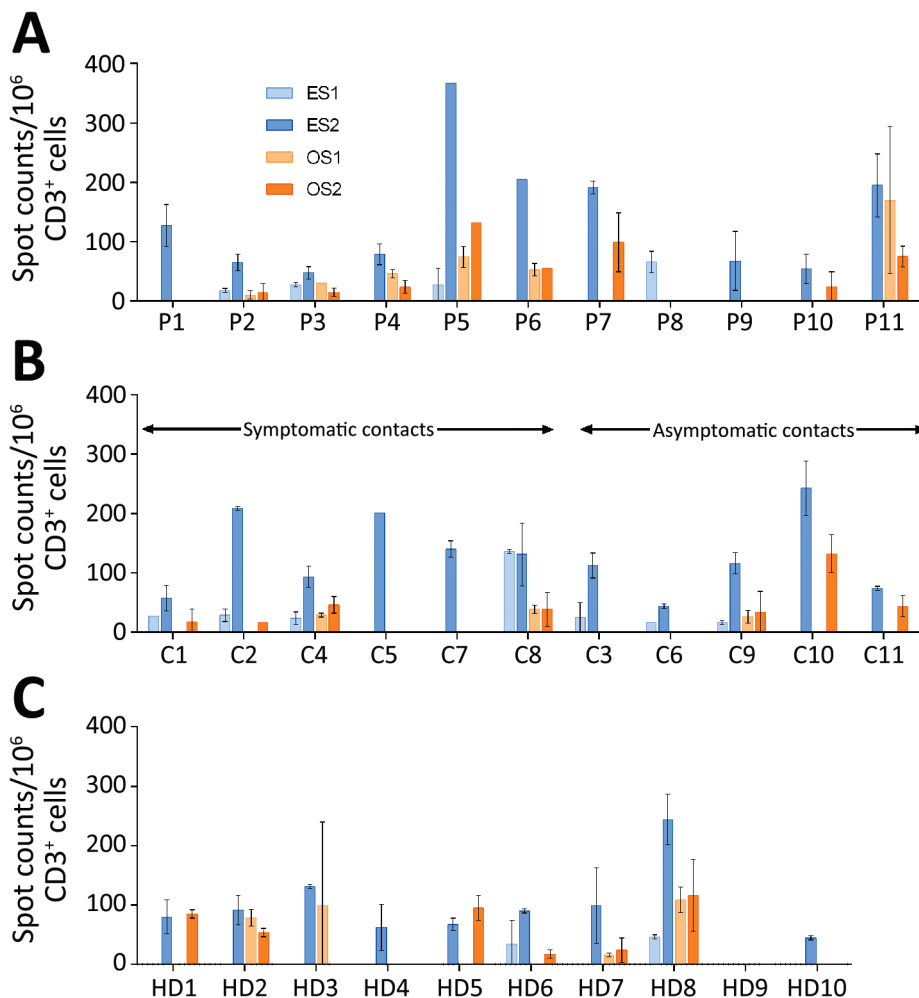 A
Spot counts/10⁶
CD3⁺ cells
400
300
200
100
0
ES1
ES2
OS1
OS2
P1 P2 P3 P4 P5 P6 P7 P8 P9 P10 P11
B
Spot counts/10⁶
CD3⁺ cells
400
300
200
100
0
Symptomatic contacts Asymptomatic contacts
C1 C2 C4 C5 C7 C8 C3 C6 C9 C10 C11
C
Spot counts/10⁶
CD3⁺ cells
400
300
200
100
0
HD1 HD2 HD3 HD4 HD5 HD6 HD7 HD8 HD9 HD10